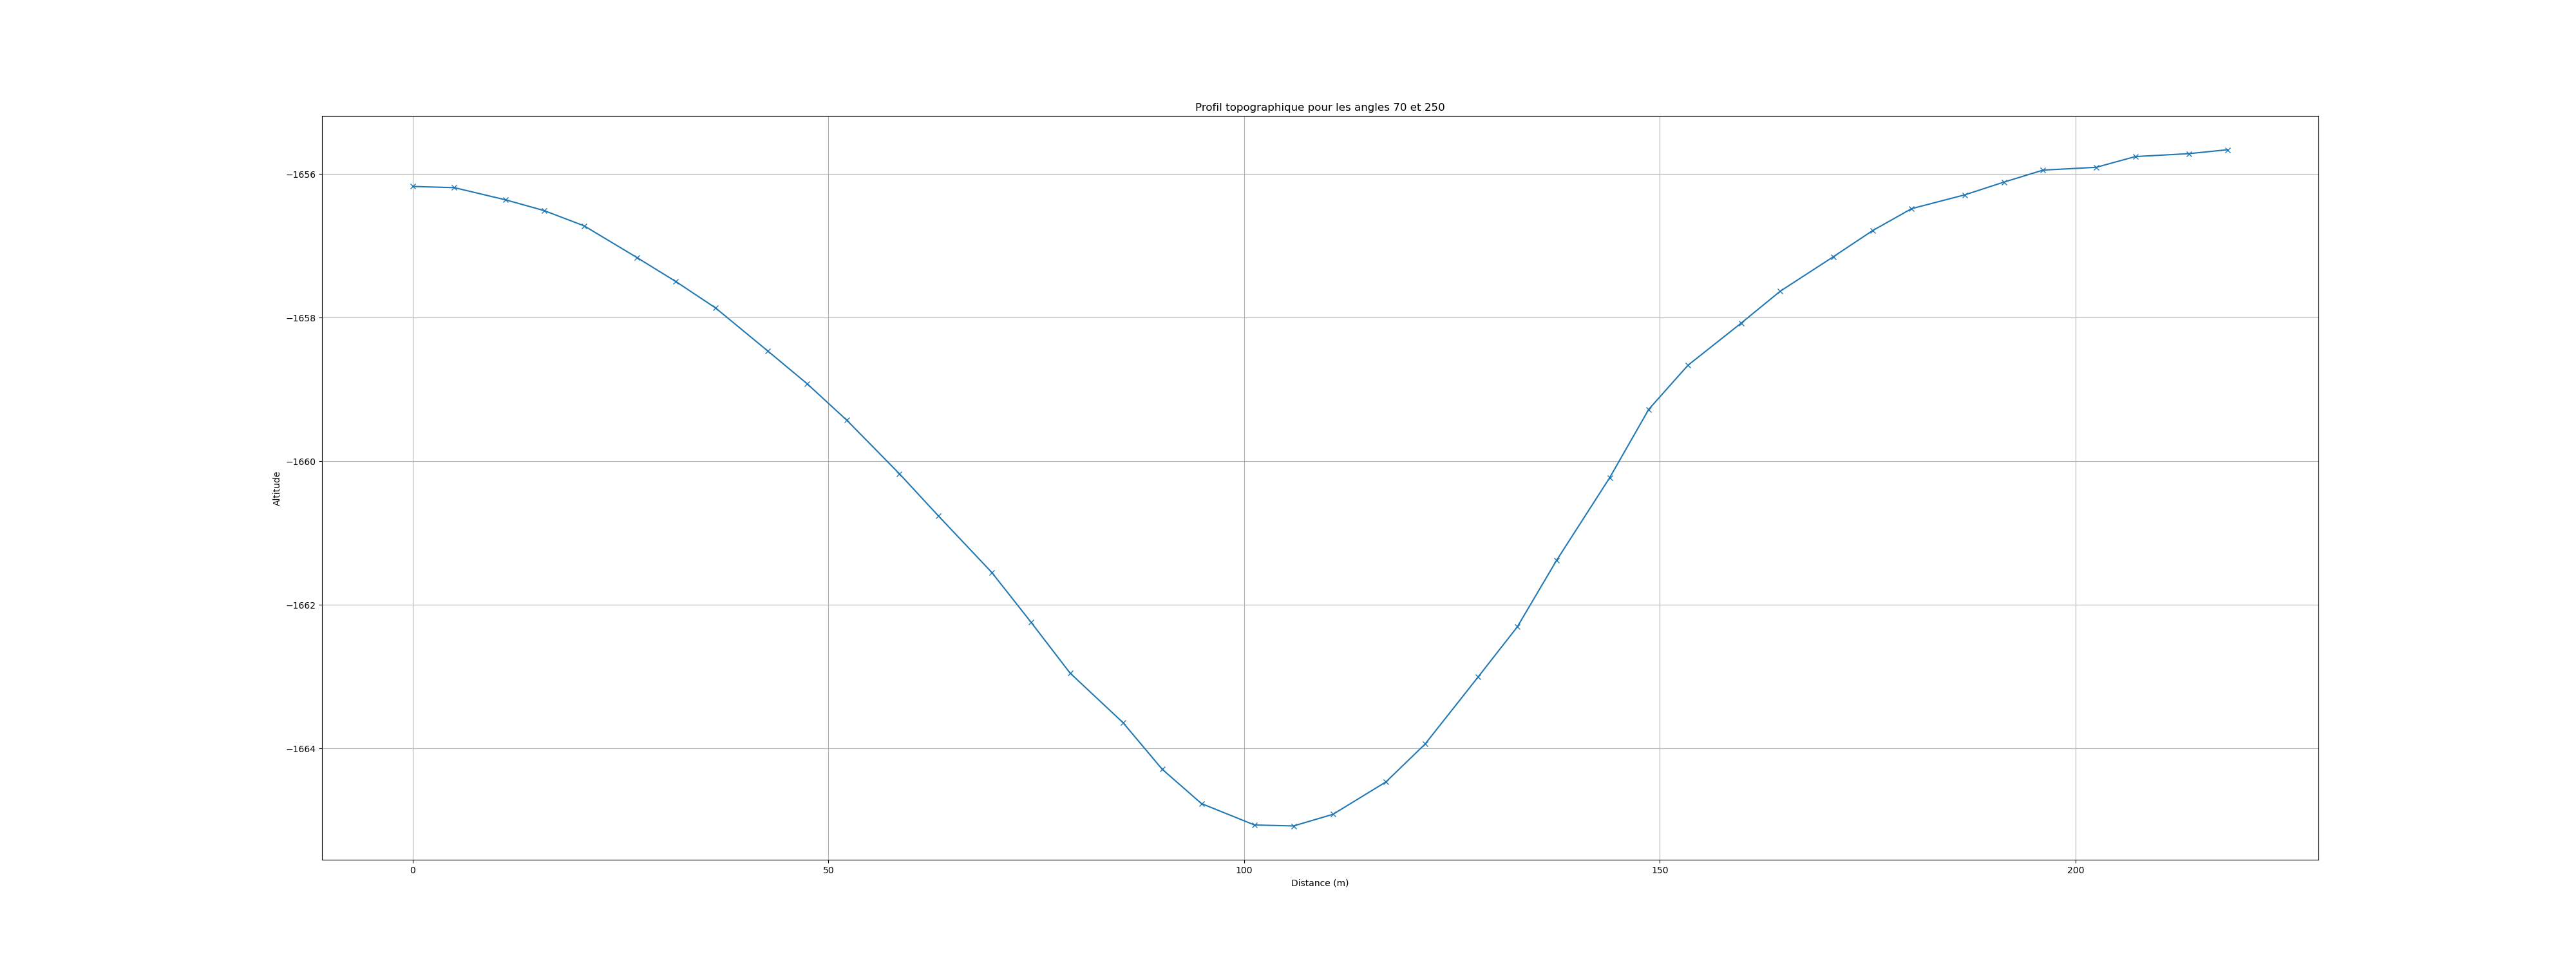 Profil topographique pour les angles 70 et 250
−1656
−1658
−1660
−1662
−1664
Altitude
0 50 100 150 200
Distance (m)